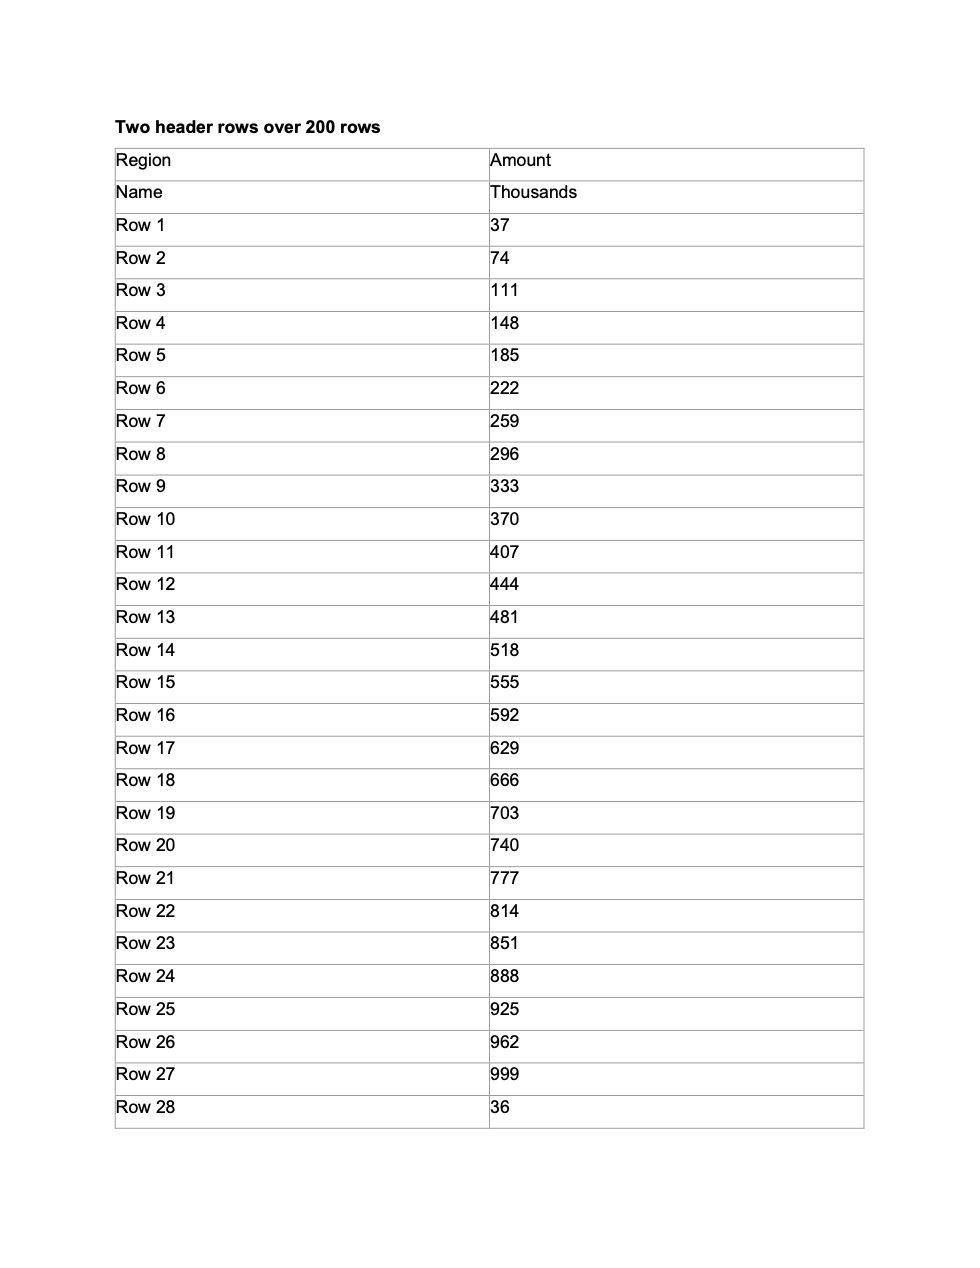 Two header rows over 200 rows
Region Amount
Name Thousands
Row 1 37
Row 2 74
Row 3 111
Row 4 148
Row 5 185
Row 6 222
Row 7 259
Row 8 296
Row 9 333
Row 10 370
Row 11 407
Row 12 444
Row 13 481
Row 14 518
Row 15 555
Row 16 592
Row 17 629
Row 18 666
Row 19 703
Row 20 740
Row 21 777
Row 22 814
Row 23 851
Row 24 888
Row 25 925
Row 26 962
Row 27 999
Row 28 36